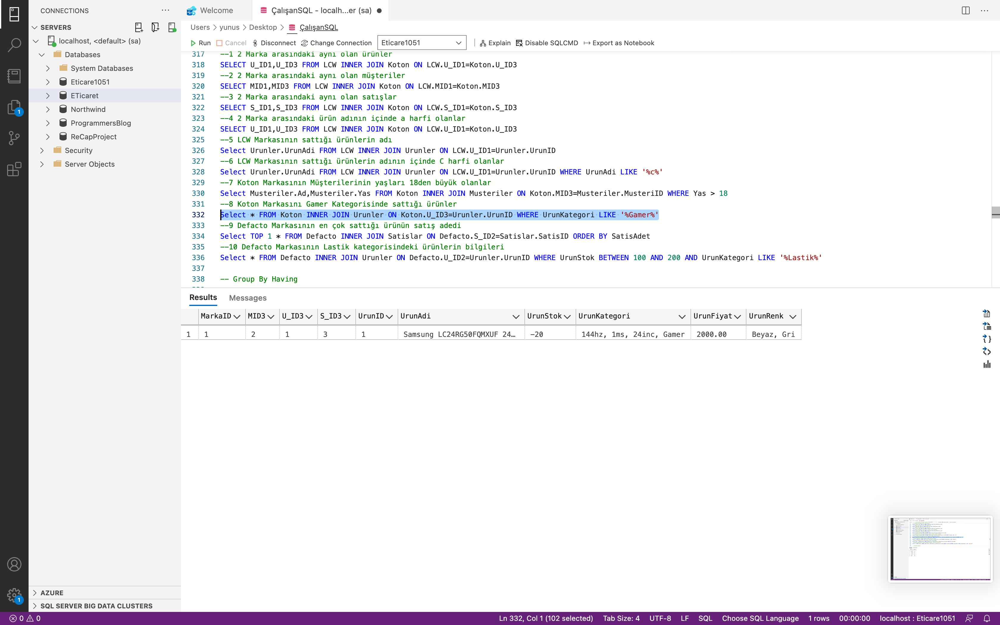 CONNECTIONS
SERVERS
localhost, <default> (sa)
Databases
System Databases
Eticare1051
ETicaret
Northwind
ProgrammersBlog
ReCapProject
Security
Server Objects
AZURE
SQL SERVER BIG DATA CLUSTERS
1
1
Welcome
ÇalışanSQL - localh...er (sa)
Users > yunus > Desktop > ÇalışanSQL
Run Cancel Disconnect Change Connection Eticare1051 Explain Disable SQLCMD Export as Notebook
317 --1 2 Marka arasındaki aynı olan ürünler
318 SELECT U_ID1,U_ID3 FROM LCW INNER JOIN Koton ON LCW.U_ID1=Koton.U_ID3
319 --2 2 Marka arasındaki aynı olan müşteriler
320 SELECT MID1,MID3 FROM LCW INNER JOIN Koton ON LCW.MID1=Koton.MID3
321 --3 2 Marka arasındaki aynı olan satışlar
322 SELECT S_ID1,S_ID3 FROM LCW INNER JOIN Koton ON LCW.S_ID1=Koton.S_ID3
323 --4 2 Marka arasındaki ürün adının içinde a harfi olanlar
324 SELECT U_ID1,U_ID3 FROM LCW INNER JOIN Koton ON LCW.U_ID1=Koton.U_ID3
325 --5 LCW Markasının sattığı ürünlerin adı
326 Select Urunler.UrunAdi FROM LCW INNER JOIN Urunler ON LCW.U_ID1=Urunler.UrunID
327 --6 LCW Markasının sattığı ürünlerin adının içinde C harfi olanlar
328 Select Urunler.UrunAdi FROM LCW INNER JOIN Urunler ON LCW.U_ID1=Urunler.UrunID WHERE UrunAdi LIKE '%c%'
329 --7 Koton Markasının Müşterilerinin yaşları 18den büyük olanlar
330 Select Musteriler.Ad,Musteriler.Yas FROM Koton INNER JOIN Musteriler ON Koton.MID3=Musteriler.MusteriID WHERE Yas > 18
331 --8 Koton Markasını Gamer Kategorisinde sattığı ürünler
332 Select * FROM Koton INNER JOIN Urunler ON Koton.U_ID3=Urunler.UrunID WHERE UrunKategori LIKE '%Gamer%'
333 --9 Defacto Markasının en çok sattığı ürünün satış adedi
334 Select TOP 1 * FROM Defacto INNER JOIN Satislar ON Defacto.S_ID2=Satislar.SatisID ORDER BY SatisAdet
335 --10 Defacto Markasının Lastik kategorisindeki ürünlerin bilgileri
336 Select * FROM Defacto INNER JOIN Urunler ON Defacto.U_ID2=Urunler.UrunID WHERE UrunStok BETWEEN 100 AND 200 AND UrunKategori LIKE '%Lastik%'
337
338 -- Group By Having
Results Messages
MarkaID MID3 U_ID3 S_ID3 UrunID UrunAdi UrunStok UrunKategori UrunFiyat UrunRenk
1 1 2 1 3 1 Samsung LC24RG50FQMXUF 24... -20 144hz, 1ms, 24inc, Gamer 2000.00 Beyaz, Gri
0 0 Ln 332, Col 1 (102 selected) Tab Size: 4 UTF-8 LF SQL Choose SQL Language 1 rows 00:00:00 localhost : Eticare1051